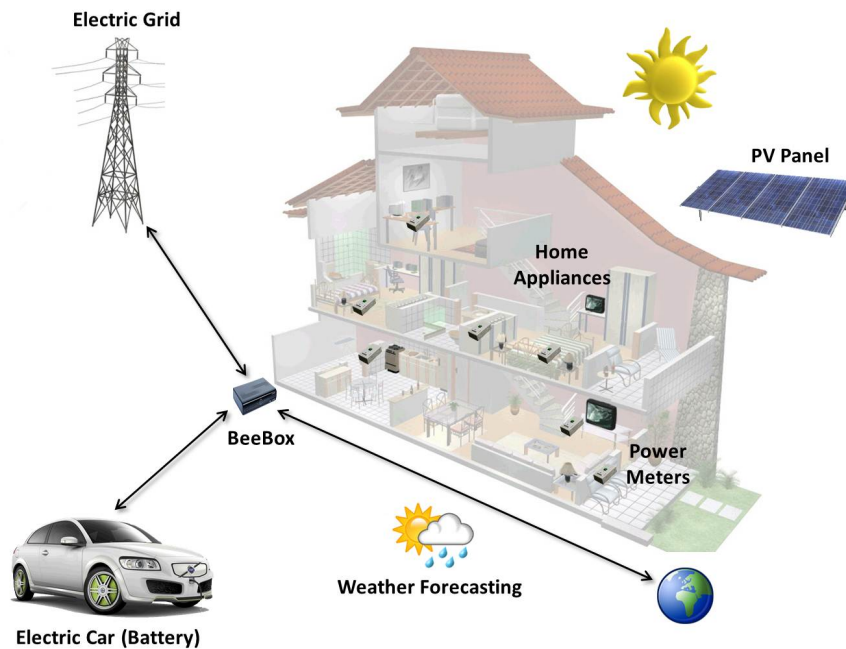 Electric Grid
PV Panel
Home
Appliances
BeeBox
Power
Meters
Weather Forecasting
Electric Car (Battery)